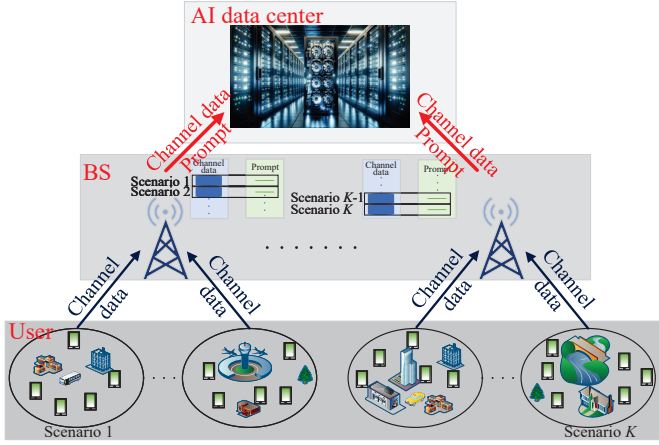 AI data center
Channel data
Prompt
Channel data
Prompt
BS
Channel
data
Prompt
Scenario 1
Scenario 2
Channel
data
Prompt
Scenario K-1
Scenario K
Channel
data
Channel
data
Channel
data
Channel
data
User
Scenario 1
Scenario K